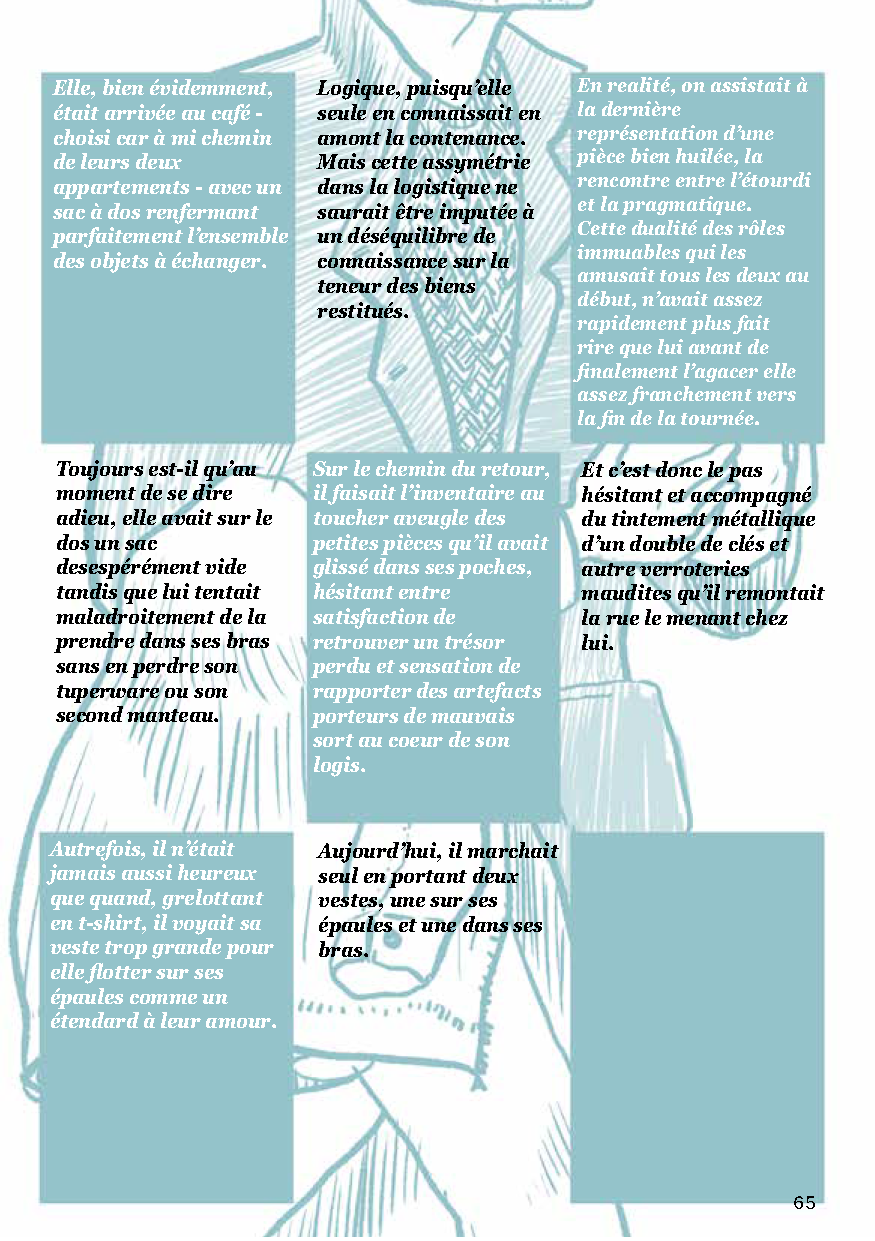 Elle, bien évidemment,
était arrivée au café -
choisi car à mi chemin
de leurs deux
appartements - avec un
sac à dos renfermant
parfaitement l'ensemble
des objets à échanger.
Logique, puisqu'elle
seule en connaissait en
amont la contenance.
Mais cette assymétrie
dans la logistique ne
saurait être imputée à
un déséquilibre de
connaissance sur la
teneur des biens
restitués.
En realité, on assistait à
la dernière
représentation d'une
pièce bien huilée, la
rencontre entre l'étourdi
et la pragmatique.
Cette dualité des rôles
immuables qui les
amusait tous les deux au
début, n'avait assez
rapidement plus fait
rire que lui avant de
finalement l'agacer elle
assez franchement vers
la fin de la tournée.
Toujours est-il qu'au
moment de se dire
adieu, elle avait sur le
dos un sac
desespérément vide
tandis que lui tentait
maladroitement de la
prendre dans ses bras
sans en perdre son
tuperware ou son
second manteau.
Sur le chemin du retour,
il faisait l'inventaire au
toucher aveugle des
petites pièces qu'il avait
glissé dans ses poches,
hésitant entre
satisfaction de
retrouver un trésor
perdu et sensation de
rapporter des artefacts
porteurs de mauvais
sort au coeur de son
logis.
Et c'est donc le pas
hésitant et accompagné
du tintement métallique
d'un double de clés et
autre verroteries
maudites qu'il remontait
la rue le menant chez
lui.
Autrefois, il n'était
jamais aussi heureux
que quand, grelottant
en t-shirt, il voyait sa
veste trop grande pour
elle flotter sur ses
épaules comme un
étendard à leur amour.
Aujourd'hui, il marchait
seul en portant deux
vestes, une sur ses
épaules et une dans ses
bras.
65